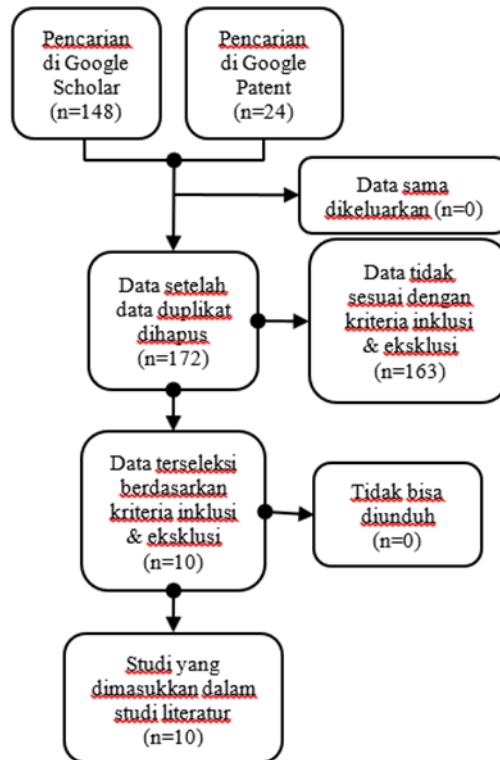 Pencarian
di Google
Scholar
(n=148)
Pencarian
di Google
Patent
(n=24)
Data sama
dikeluarkan (n=0)
Data setelah
data duplikat
dihapus
(n=172)
Data tidak
sesuai dengan
kriteria inklusi
& eksklusi
(n=163)
Data terseleksi
berdasarkan
kriteria inklusi
& eksklusi
(n=10)
Tidak bisa
diunduh
(n=0)
Studi yang
dimasukkan dalam
studi literatur
(n=10)